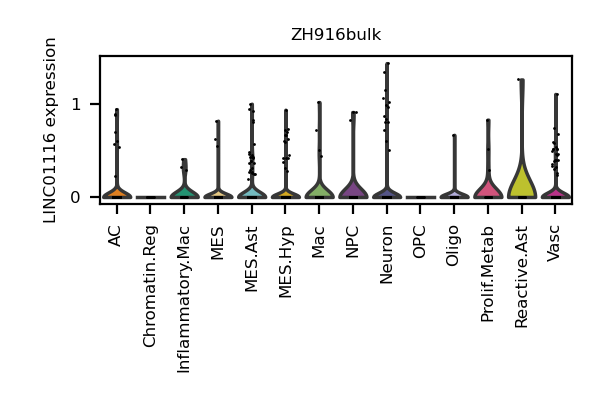 ZH916bulk
LINC01116 expression
1
0
AC
Chromatin.Reg
Inflammatory.Mac
MES
MES.Ast
MES.Hyp
Mac
NPC
Neuron
OPC
Oligo
Prolif.Metab
Reactive.Ast
Vasc